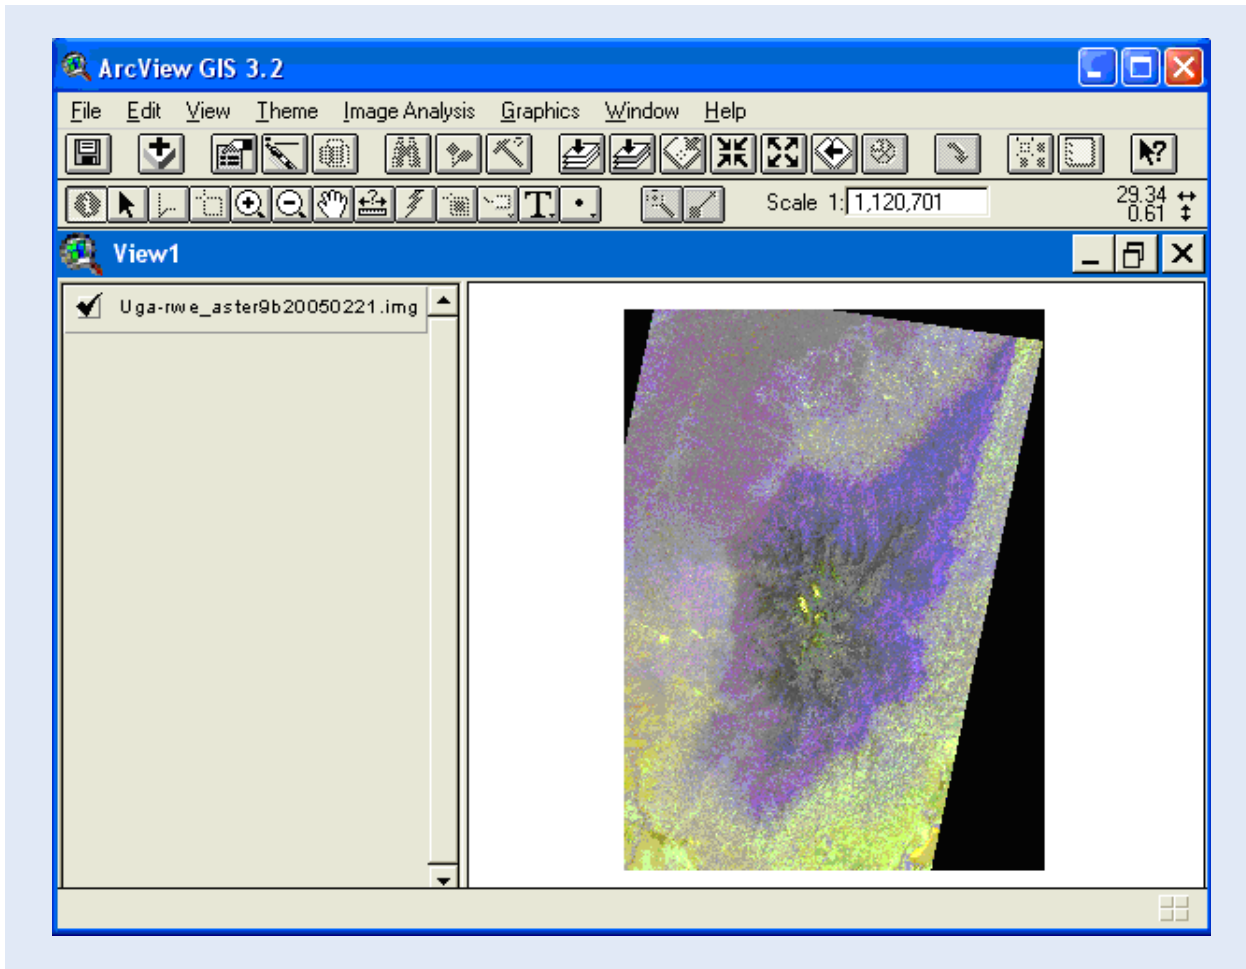 ArcView GIS 3.2
File Edit View Theme Image Analysis Graphics Window Help
T.
Scale 1: 1,120,701
29.34
0.61
View1
Uga-rwe_aster9b20050221.img